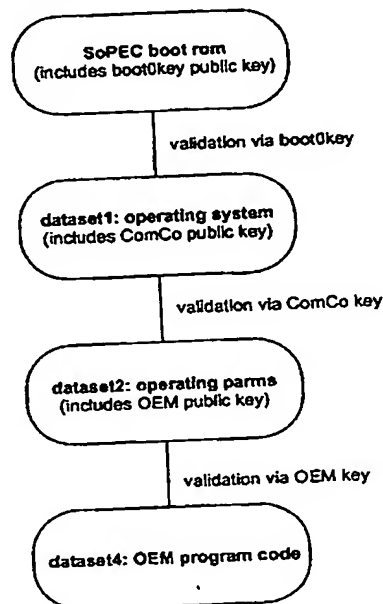 SoPEC boot rom
(includes boot0key public key)
validation via boot0key
dataset1: operating system
(includes ComCo public key)
validation via ComCo key
dataset2: operating parms
(includes OEM public key)
validation via OEM key
dataset4: OEM program code